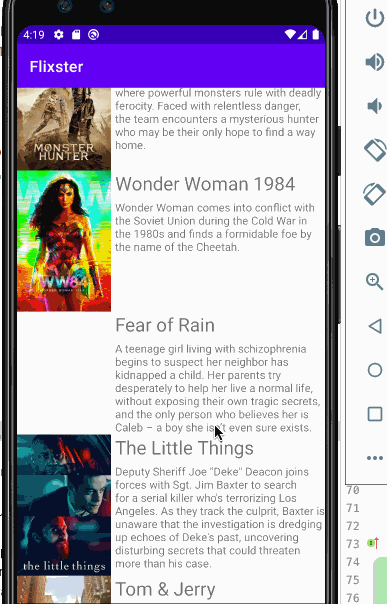 4:19
Flixster
where powerful monsters rule with deadly
ferocity. Faced with relentless danger,
the team encounters a mysterious hunter
who may be their only hope to find a way
home.
MONSTER
HUNTER
Wonder Woman 1984
Wonder Woman comes into conflict with
the Soviet Union during the Cold War in
the 1980s and finds a formidable foe by
the name of the Cheetah.
WW84
Fear of Rain
A teenage girl living with schizophrenia
begins to suspect her neighbor has
kidnapped a child. Her parents try
desperately to help her live a normal life,
without exposing their own tragic secrets,
and the only person who believes her is
Caleb – a boy she isn't even sure exists.
The Little Things
Deputy Sheriff Joe "Deke" Deacon joins
forces with Sgt. Jim Baxter to search
for a serial killer who's terrorizing Los
Angeles. As they track the culprit, Baxter is
unaware that the investigation is dredging
up echoes of Deke's past, uncovering
disturbing secrets that could threaten
more than his case.
the little things
Tom & Jerry
70
71
72
73
74
75
76